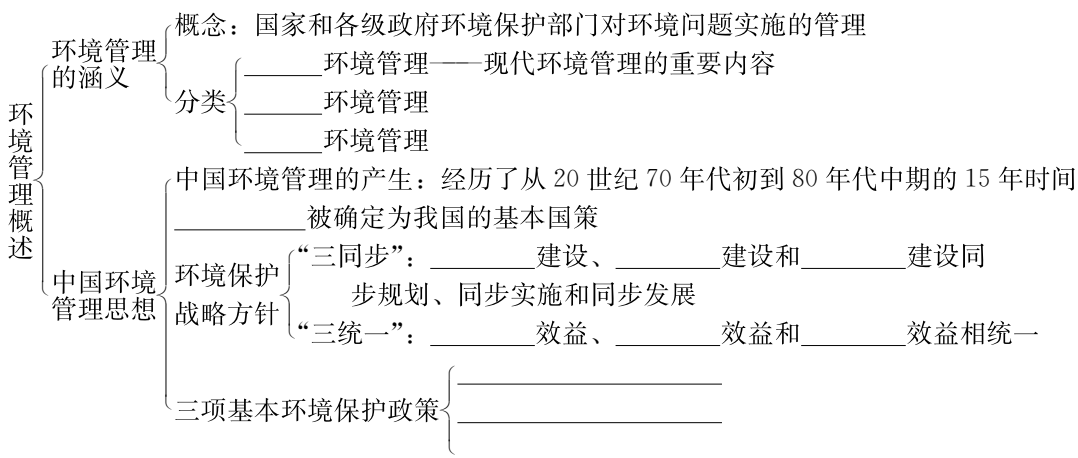 环境管理概述
环境管理
的涵义
概念：国家和各级政府环境保护部门对环境问题实施的管理
分类
______环境管理——现代环境管理的重要内容
______环境管理
______环境管理
中国环境
管理思想
中国环境管理的产生：经历了从 20 世纪 70 年代初到 80 年代中期的 15 年时间
__________被确定为我国的基本国策
环境保护
战略方针
“三同步”：________建设、________建设和________建设同
步规划、同步实施和同步发展
“三统一”：________效益、________效益和________效益相统一
三项基本环境保护政策
____________________
____________________